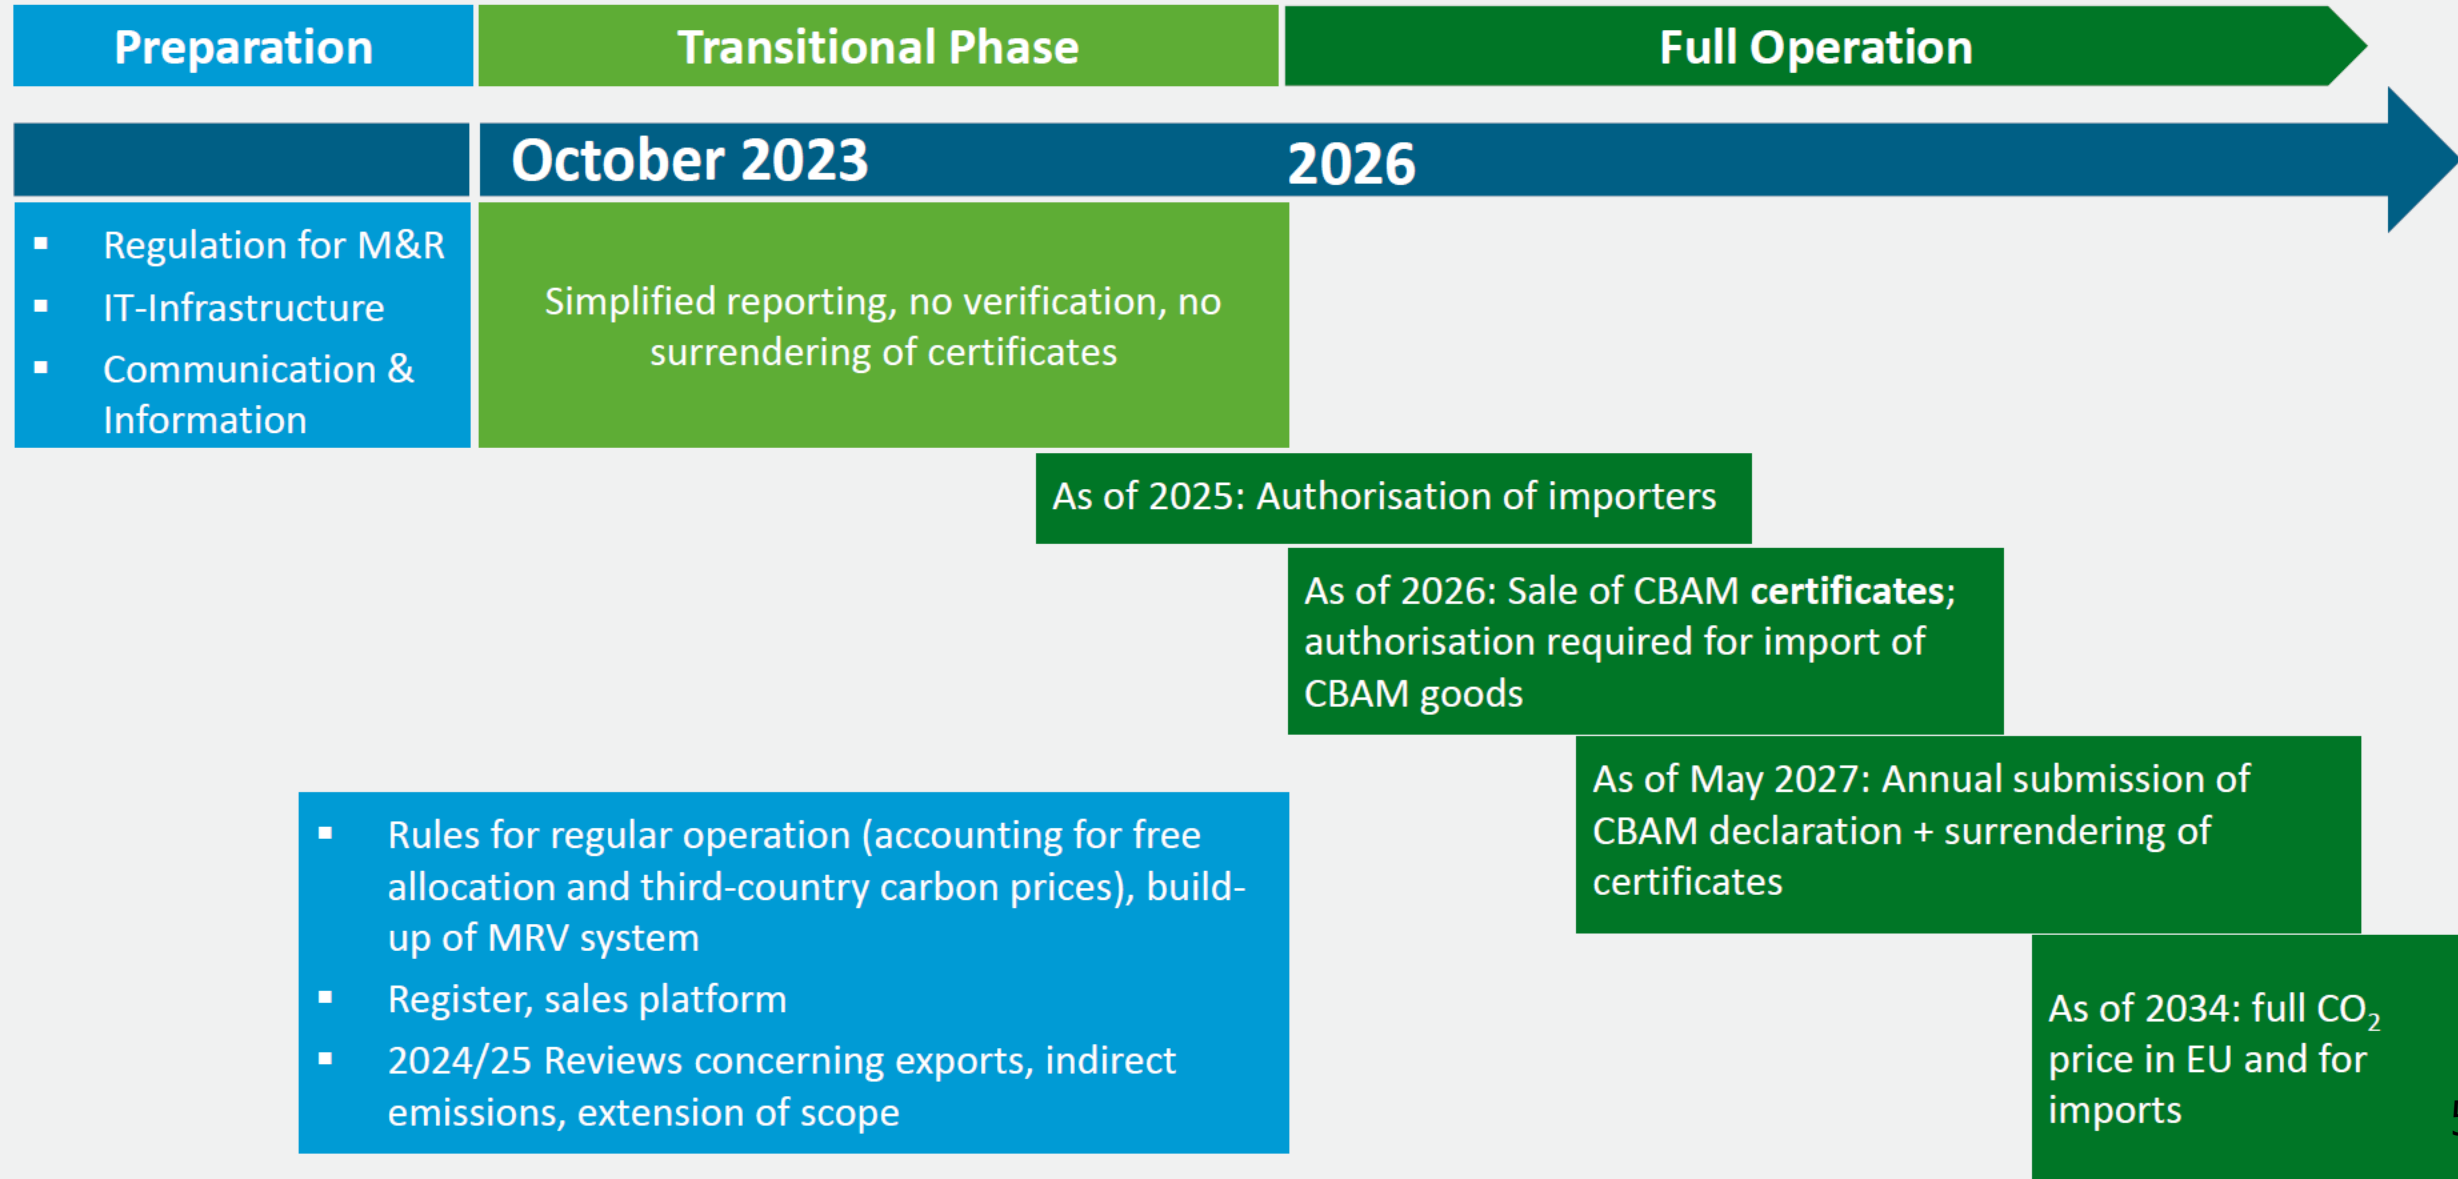 Preparation
Transitional Phase
Full Operation
October 2023
2026
▪ Regulation for M&R
▪ IT-Infrastructure
▪ Communication &
Information
Simplified reporting, no verification, no
surrendering of certificates
As of 2025: Authorisation of importers
As of 2026: Sale of CBAM certificates;
authorisation required for import of
CBAM goods
As of May 2027: Annual submission of
CBAM declaration + surrendering of
certificates
▪ Rules for regular operation (accounting for free
allocation and third-country carbon prices), build-
up of MRV system
▪ Register, sales platform
▪ 2024/25 Reviews concerning exports, indirect
emissions, extension of scope
As of 2034: full CO₂
price in EU and for
imports